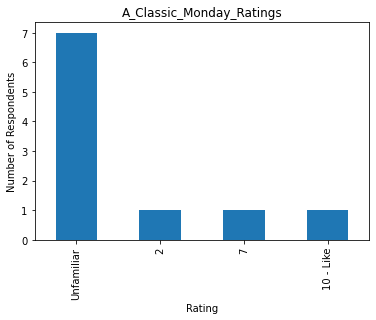 A_Classic_Monday_Ratings
Number of Respondents
7
6
5
4
3
2
1
0
Unfamiliar
2
7
10 - Like
Rating